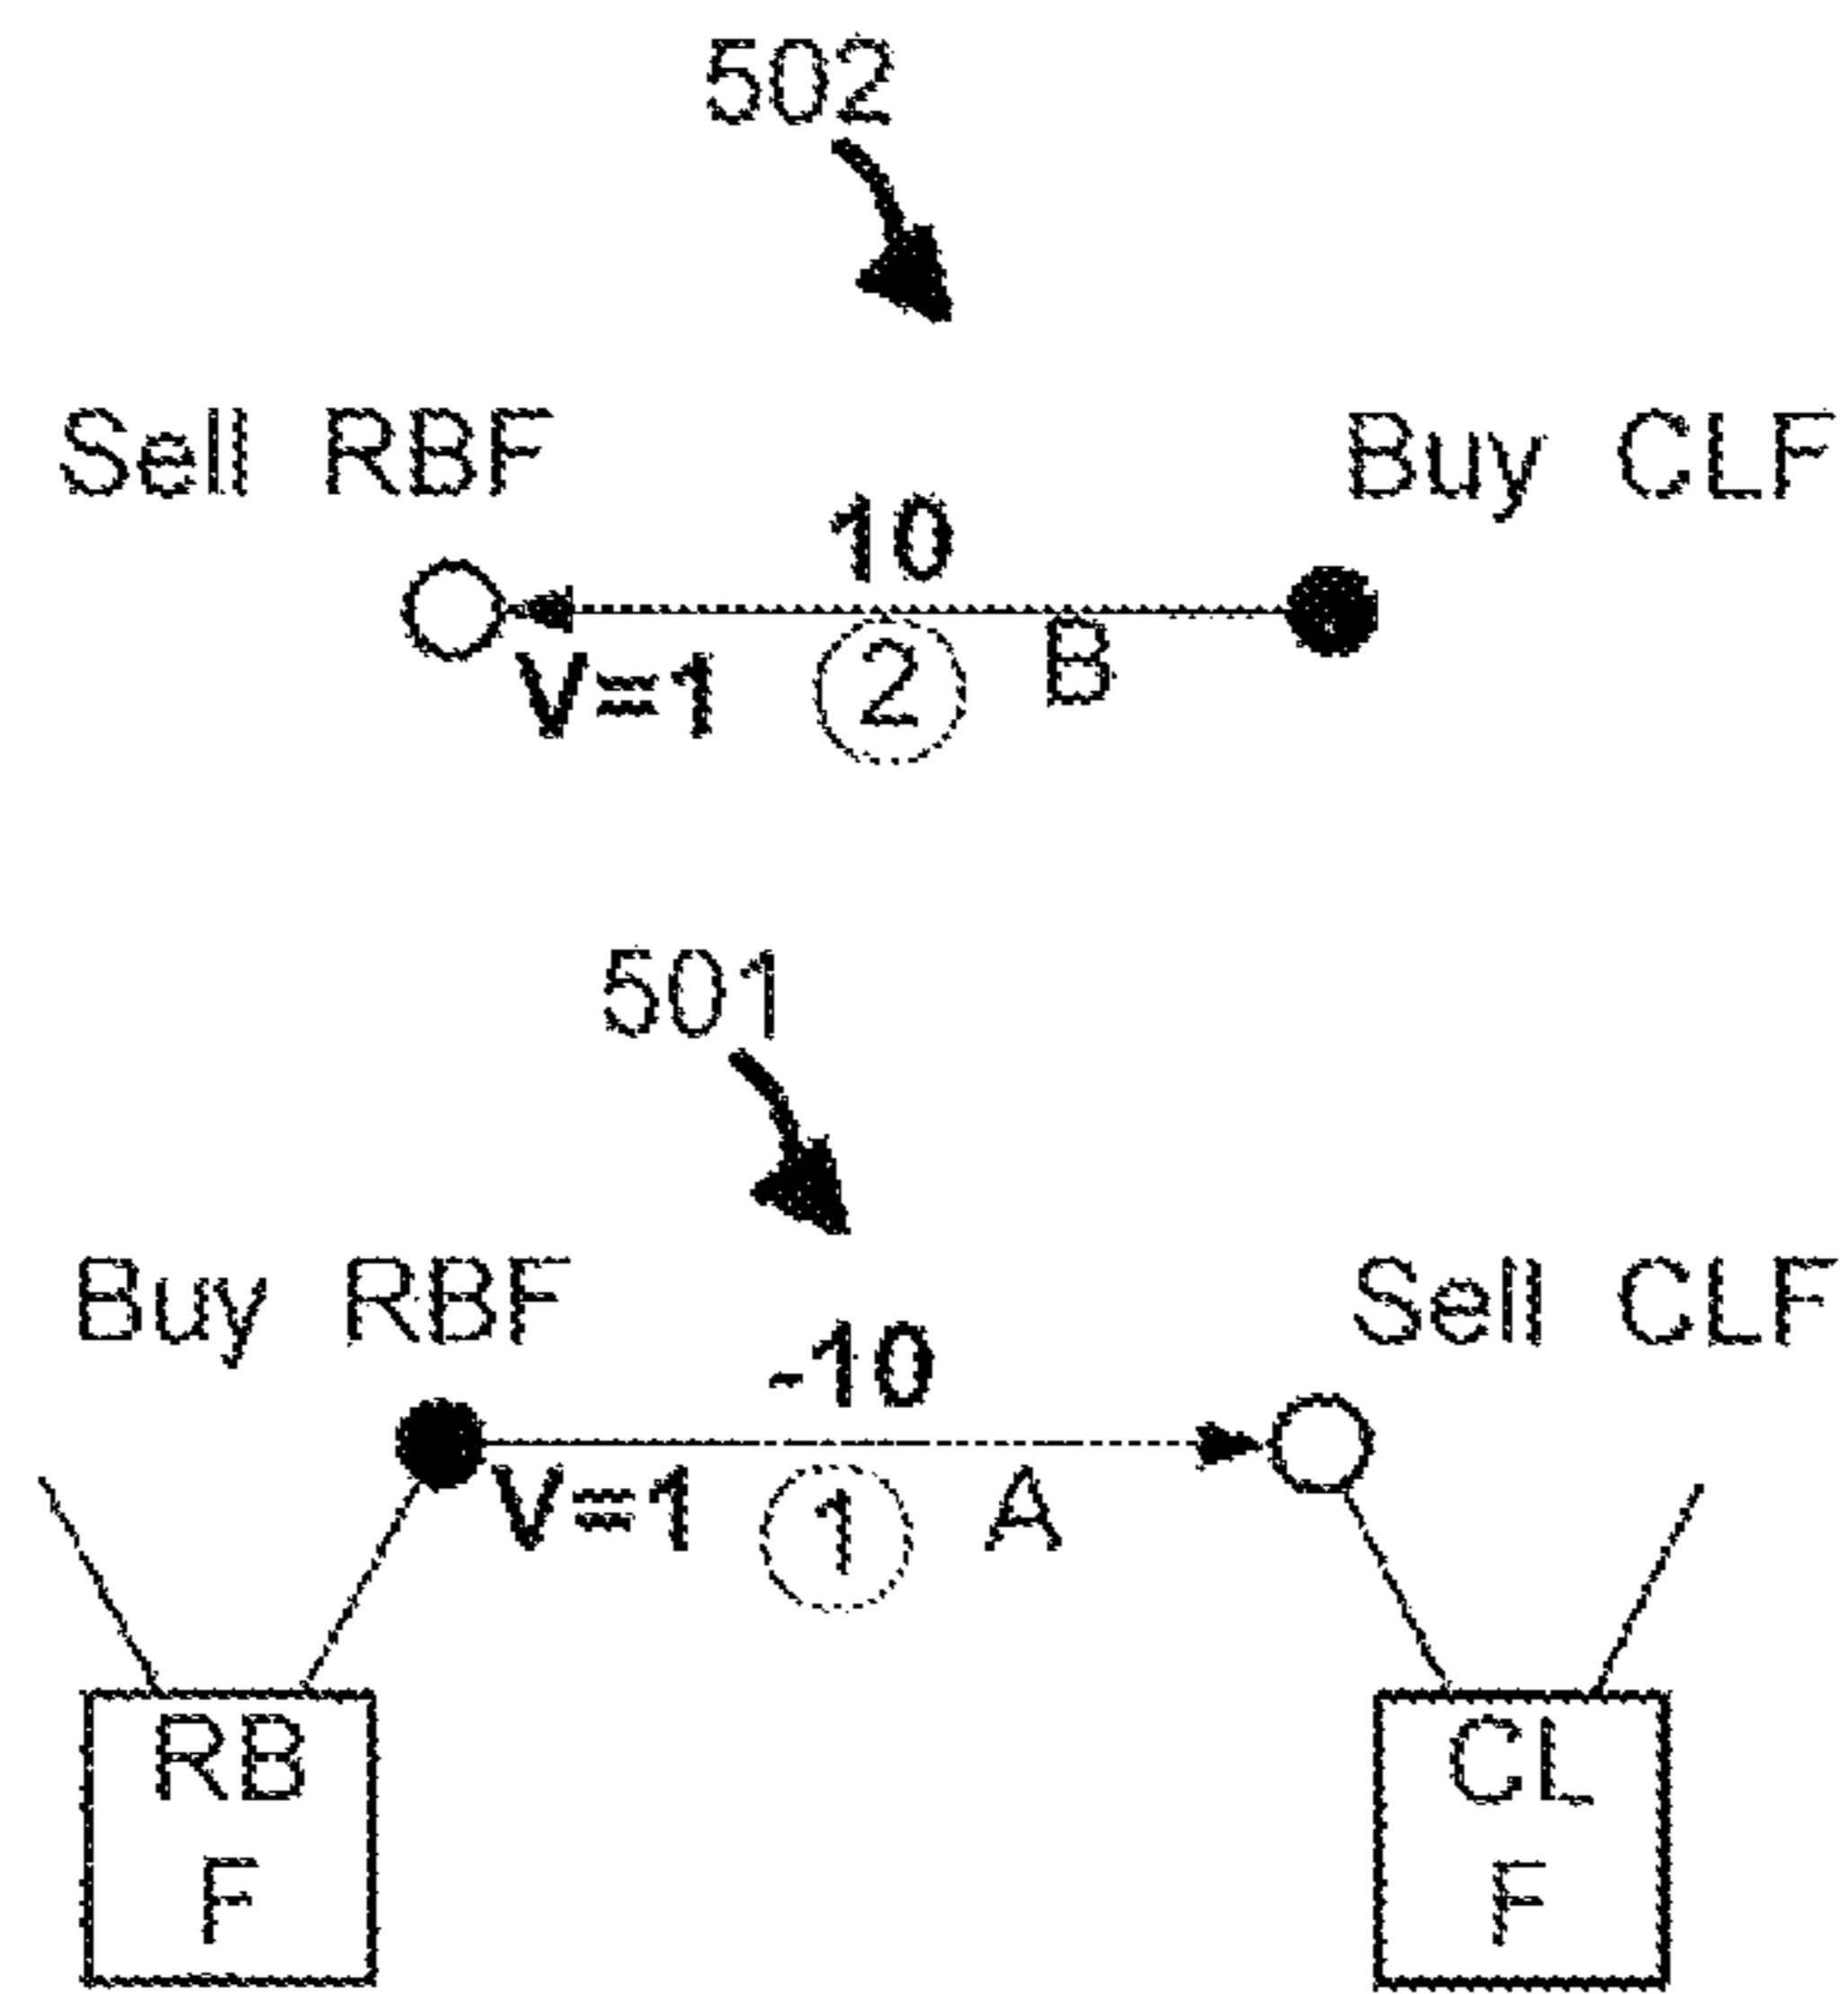 502
Sell RBF Buy CLF
10
V=1 2 B
501
Buy RBF Sell CLF
-10
V=1 1 A
RB CL
F F